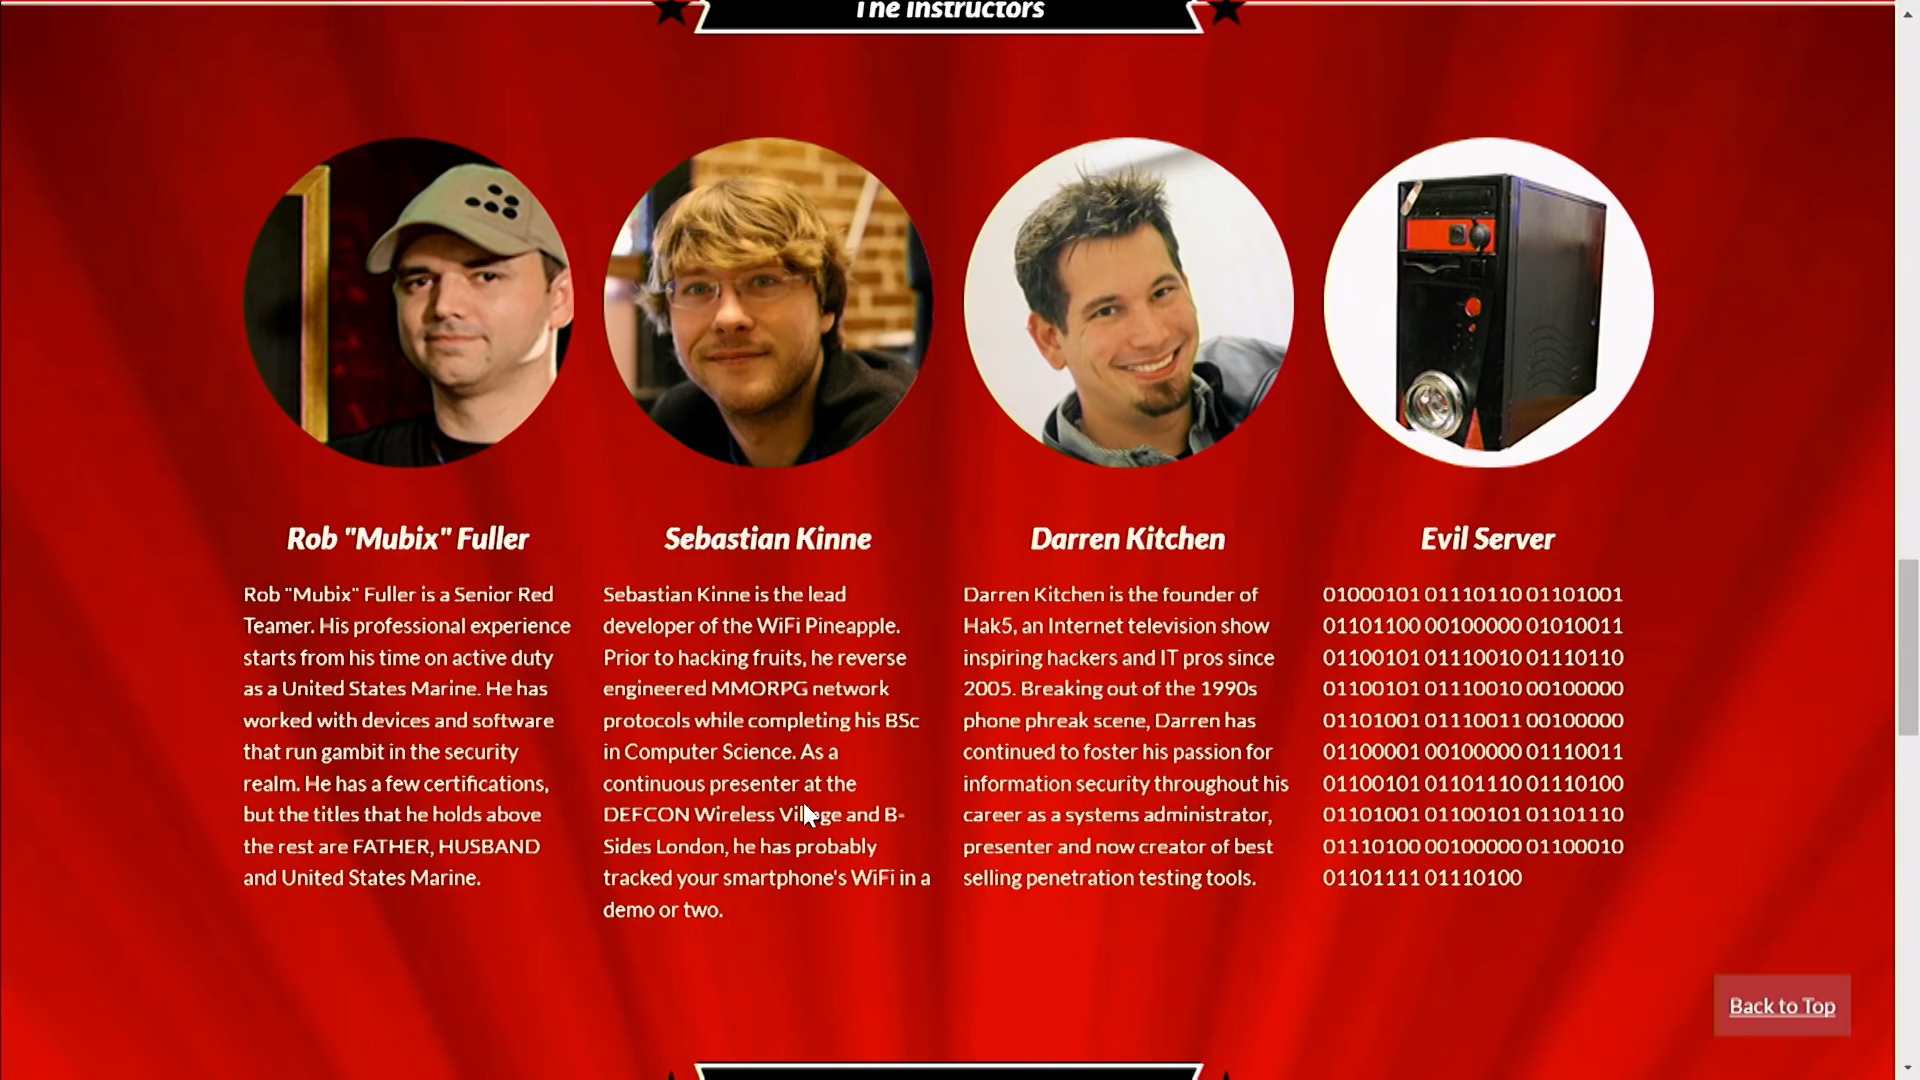 The Instructors
Rob "Mubix" Fuller
Rob "Mubix" Fuller is a Senior Red
Teamer. His professional experience
starts from his time on active duty
as a United States Marine. He has
worked with devices and software
that run gambit in the security
realm. He has a few certifications,
but the titles that he holds above
the rest are FATHER, HUSBAND
and United States Marine.
Sebastian Kinne
Sebastian Kinne is the lead
developer of the WiFi Pineapple.
Prior to hacking fruits, he reverse
engineered MMORPG network
protocols while completing his BSc
in Computer Science. As a
continuous presenter at the
DEFCON Wireless Village and B-
Sides London, he has probably
tracked your smartphone's WiFi in a
demo or two.
Darren Kitchen
Darren Kitchen is the founder of
Hak5, an Internet television show
inspiring hackers and IT pros since
2005. Breaking out of the 1990s
phone phreak scene, Darren has
continued to foster his passion for
information security throughout his
career as a systems administrator,
presenter and now creator of best
selling penetration testing tools.
Evil Server
01000101 01110110 01101001
01101100 00100000 01010011
01100101 01110010 01110110
01100101 01110010 00100000
01101001 01110011 00100000
01100001 00100000 01110011
01100101 01101110 01110100
01101001 01100101 01101110
01110100 00100000 01100010
01101111 01110100
Back to Top